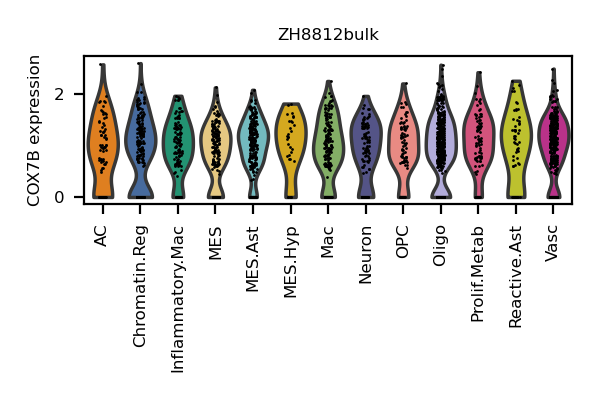 ZH8812bulk
COX7B expression
2
0
AC
Chromatin.Reg
Inflammatory.Mac
MES
MES.Ast
MES.Hyp
Mac
Neuron
OPC
Oligo
Prolif.Metab
Reactive.Ast
Vasc